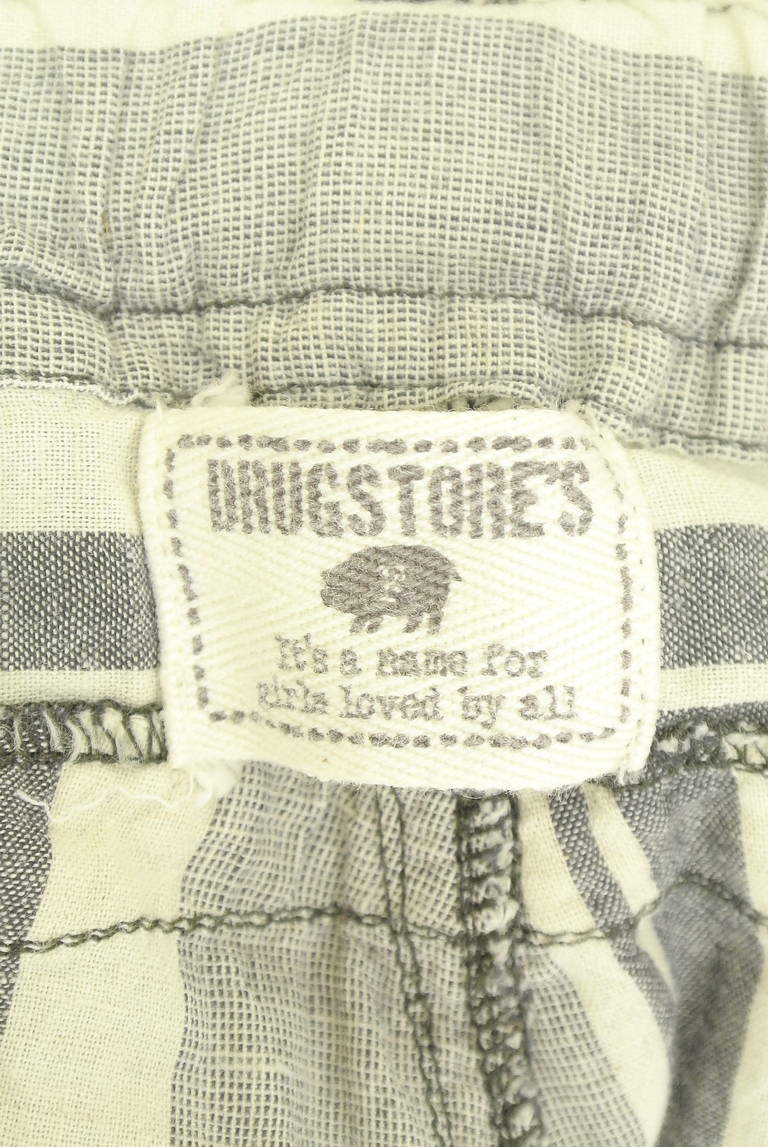 DRUGSTORE'S
It's a name for
girls loved by all